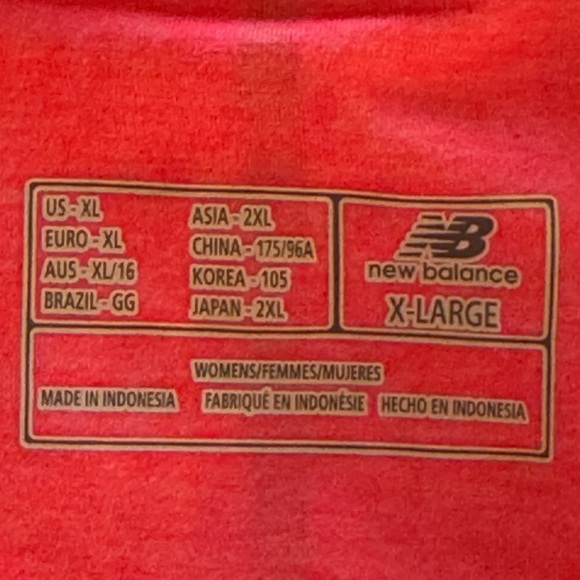 US - XL
EURO - XL
AUS - XL/16
BRAZIL - GG
ASIA - 2XL
CHINA - 175/96A
KOREA - 105
JAPAN - 2XL
NB
new balance
X-LARGE
WOMENS/FEMMES/MUJERES
MADE IN INDONESIA FABRIQUÉ EN INDONÉSIE HECHO EN INDONESIA